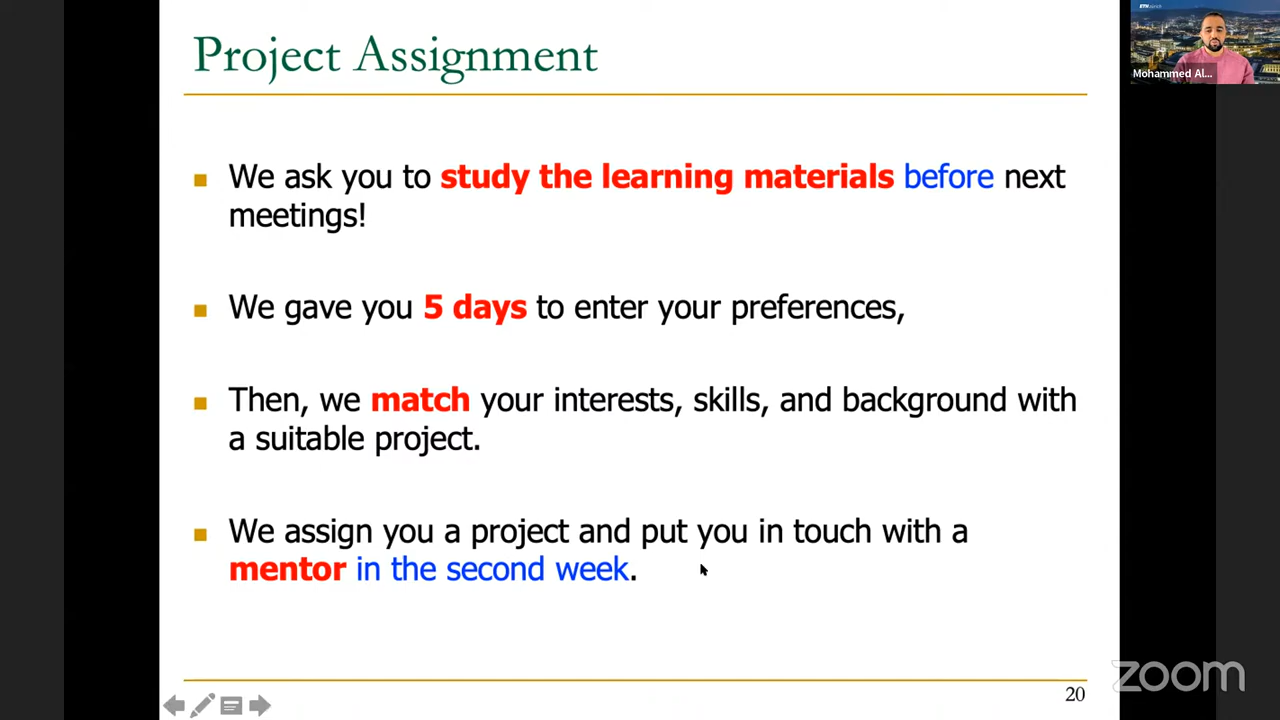 Project Assignment
We ask you to study the learning materials before next
meetings!
We gave you 5 days to enter your preferences,
Then, we match your interests, skills, and background with
a suitable project.
We assign you a project and put you in touch with a
mentor in the second week.
20
Mohammed Al...
zoom